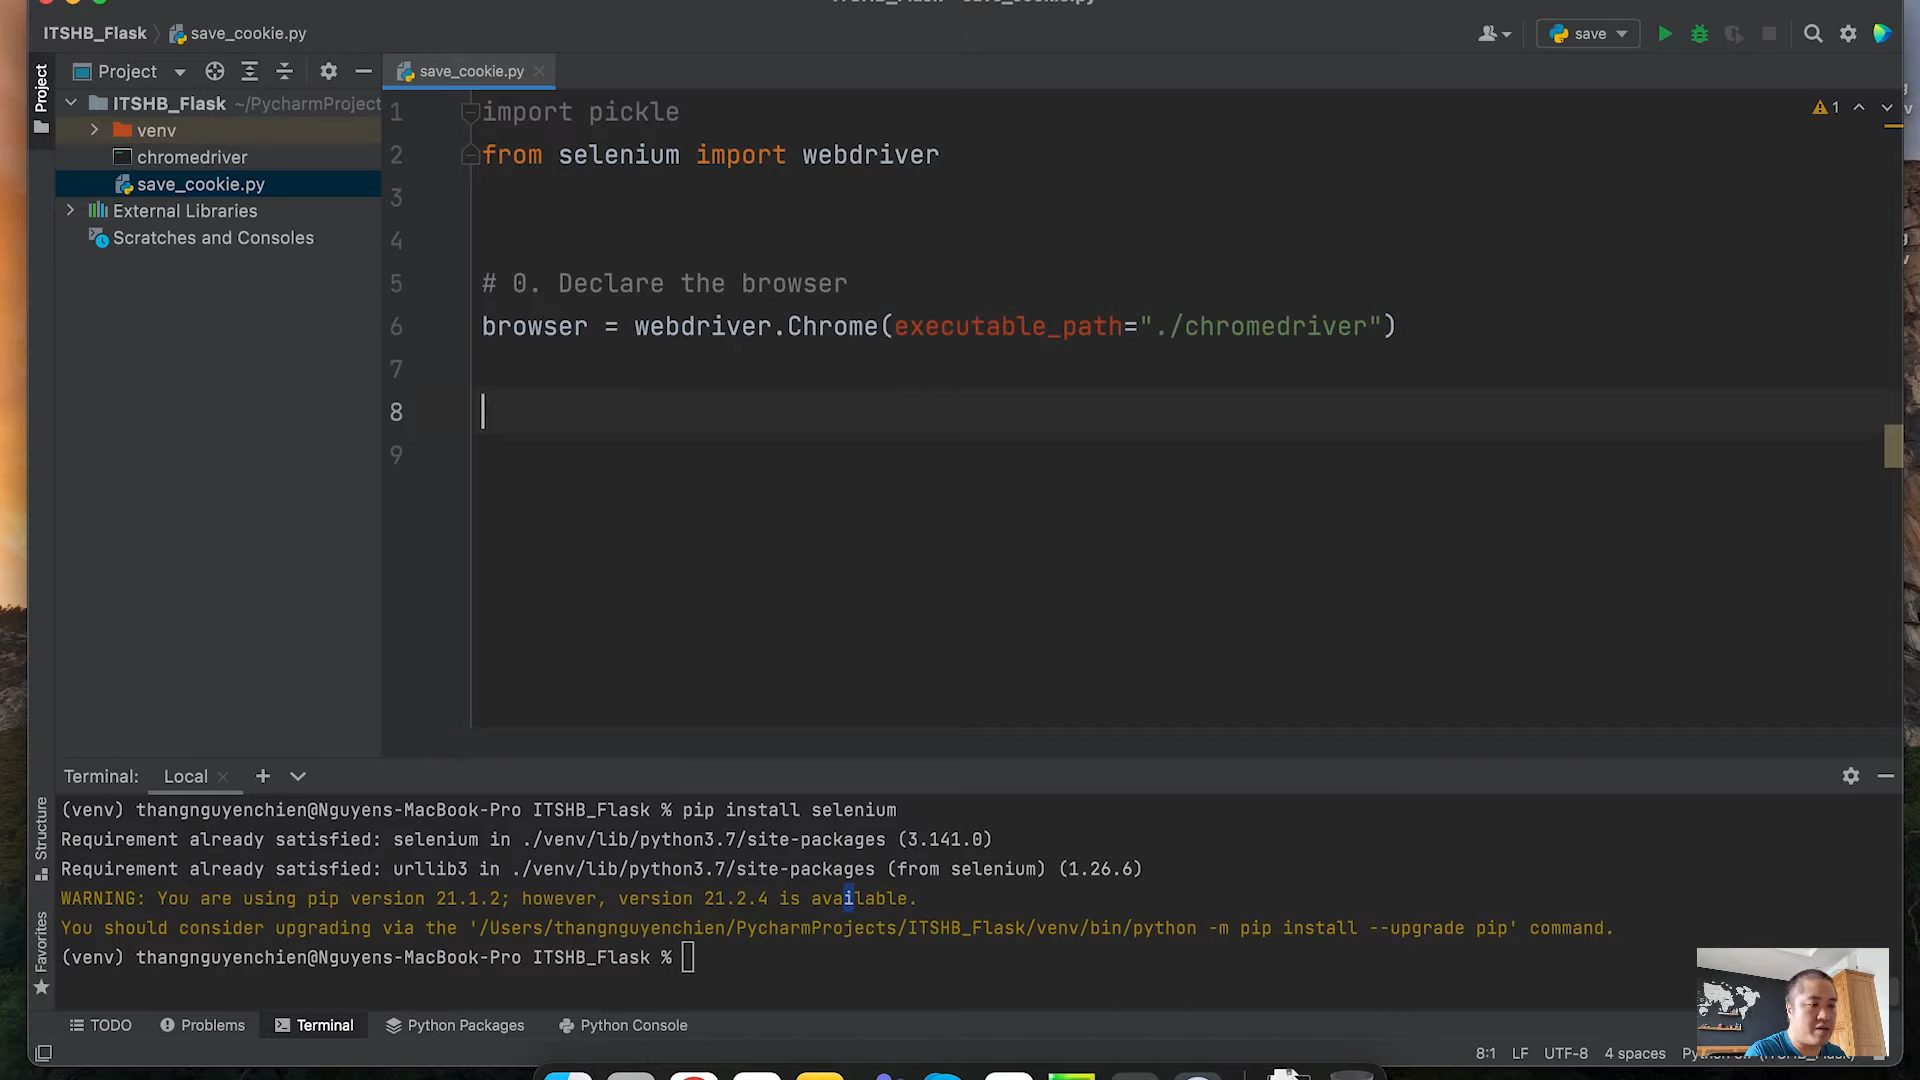 ITSHB_Flask
save_cookie.py
save
Project
Project
save_cookie.py
ITSHB_Flask ~/PycharmProject
venv
chromedriver
save_cookie.py
External Libraries
Scratches and Consoles
1
1 import pickle
2 from selenium import webdriver
3
4
5 # 0. Declare the browser
6 browser = webdriver.Chrome(executable_path="./chromedriver")
7
8
9
Structure
Favorites
Terminal: Local
(venv) thangnguyenchien@Nguyens-MacBook-Pro ITSHB_Flask % pip install selenium
Requirement already satisfied: selenium in ./venv/lib/python3.7/site-packages (3.141.0)
Requirement already satisfied: urllib3 in ./venv/lib/python3.7/site-packages (from selenium) (1.26.6)
WARNING: You are using pip version 21.1.2; however, version 21.2.4 is available.
You should consider upgrading via the '/Users/thangnguyenchien/PycharmProjects/ITSHB_Flask/venv/bin/python -m pip install --upgrade pip' command.
(venv) thangnguyenchien@Nguyens-MacBook-Pro ITSHB_Flask %
TODO Problems Terminal Python Packages Python Console
8:1 LF UTF-8 4 spaces